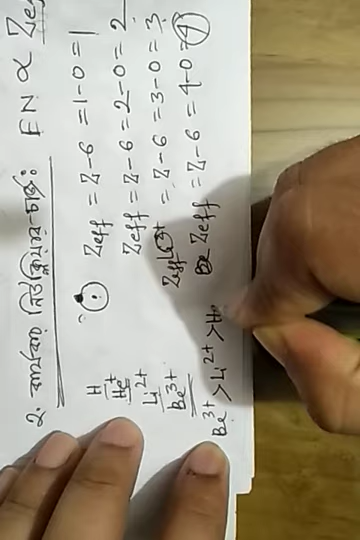 ২. কার্যকর নিউক্লিয়ার চার্জ: EN ∝ Zeff
H Zeff = Z-6 = 1-0 = 1
He⁺ Zeff = Z-6 = 2-0 = 2
Li²⁺ Zeff = Z-6 = 3-0 = 3
Be³⁺ Be Zeff = Z-6 = 4-0 = 4
Be³⁺ > Li²⁺ > He